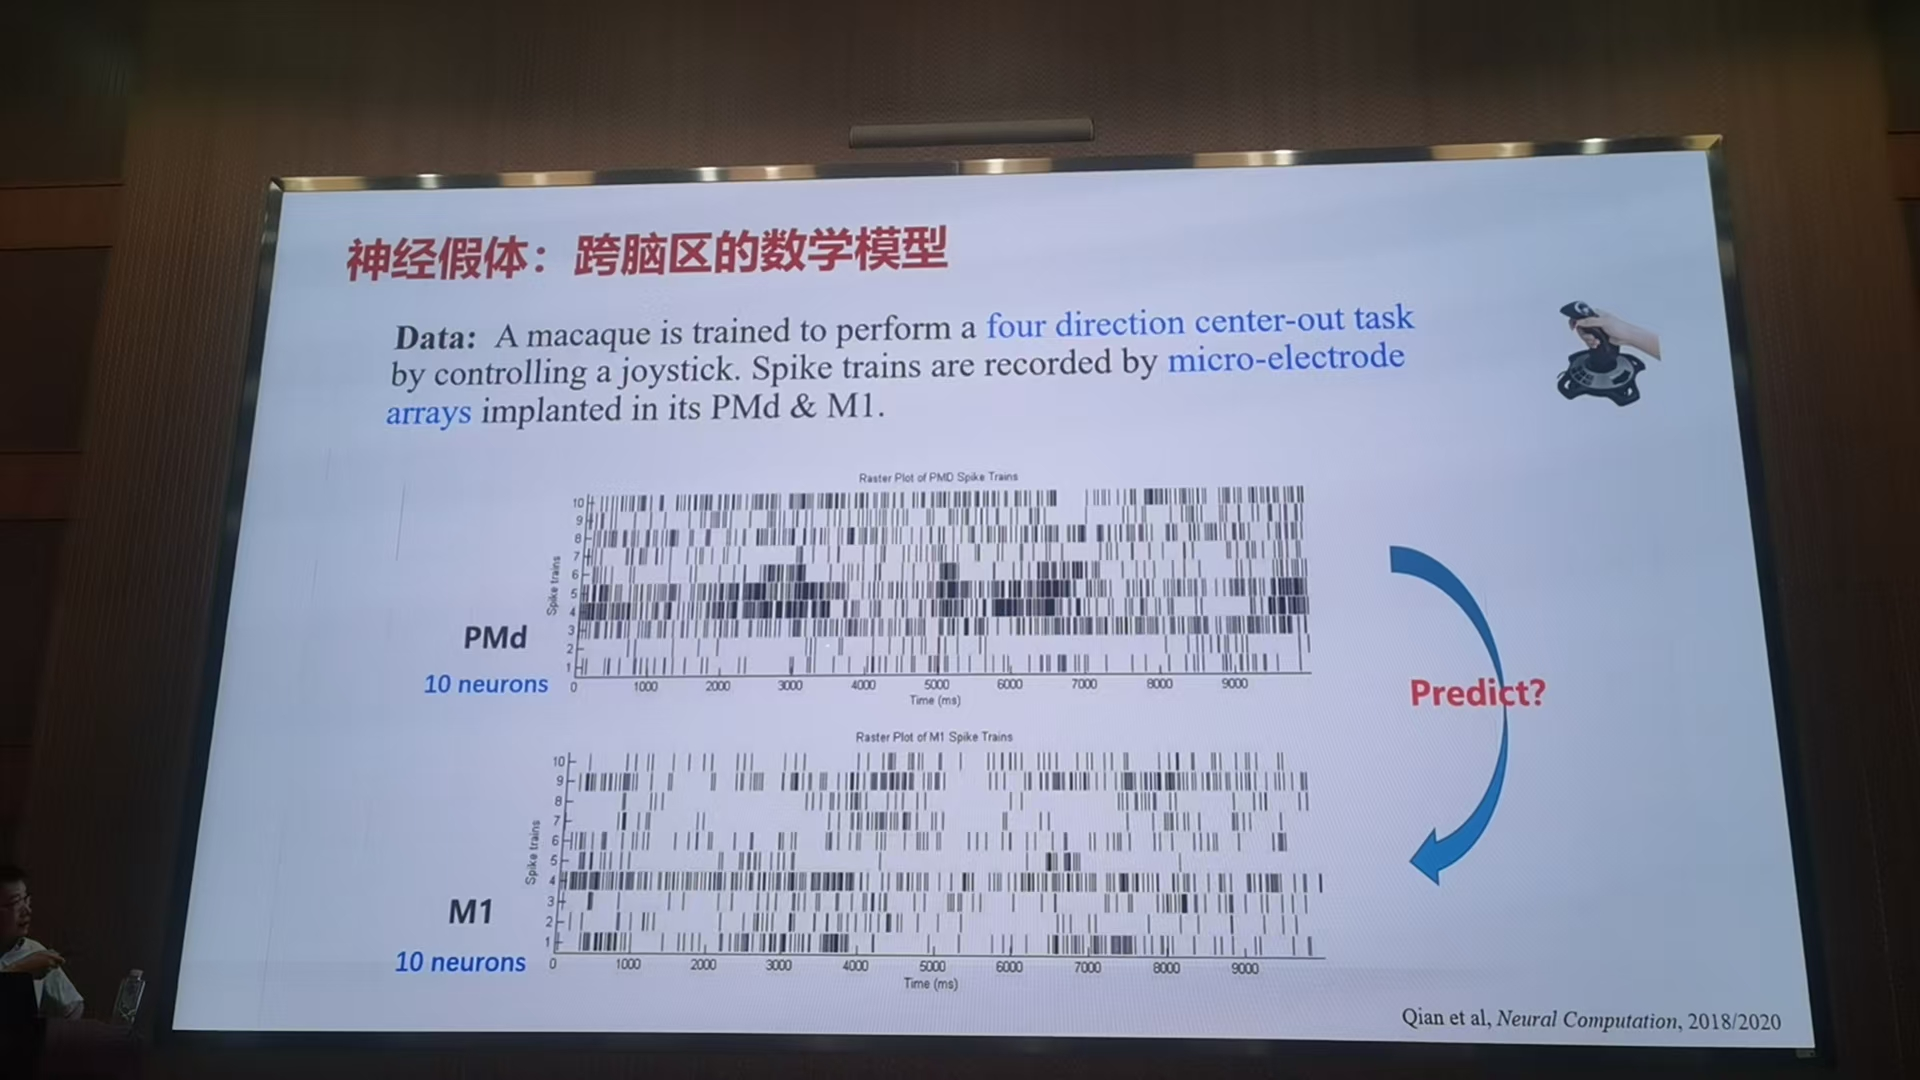 神经假体：跨脑区的数学模型
Data: A macaque is trained to perform a four direction center-out task
by controlling a joystick. Spike trains are recorded by micro-electrode
arrays implanted in its PMd & M1.
Raster Plot of PMD Spike Trains
10
9
8
7
6
5
4
3
2
1
Spike trains
PMd
10 neurons
0 1000 2000 3000 4000 5000 6000 7000 8000 9000
Time (ms)
Predict?
Raster Plot of M1 Spike Trains
10
9
8
7
6
5
4
3
2
1
Spike trains
M1
10 neurons
0 1000 2000 3000 4000 5000 6000 7000 8000 9000
Time (ms)
Qian et al, Neural Computation, 2018/2020